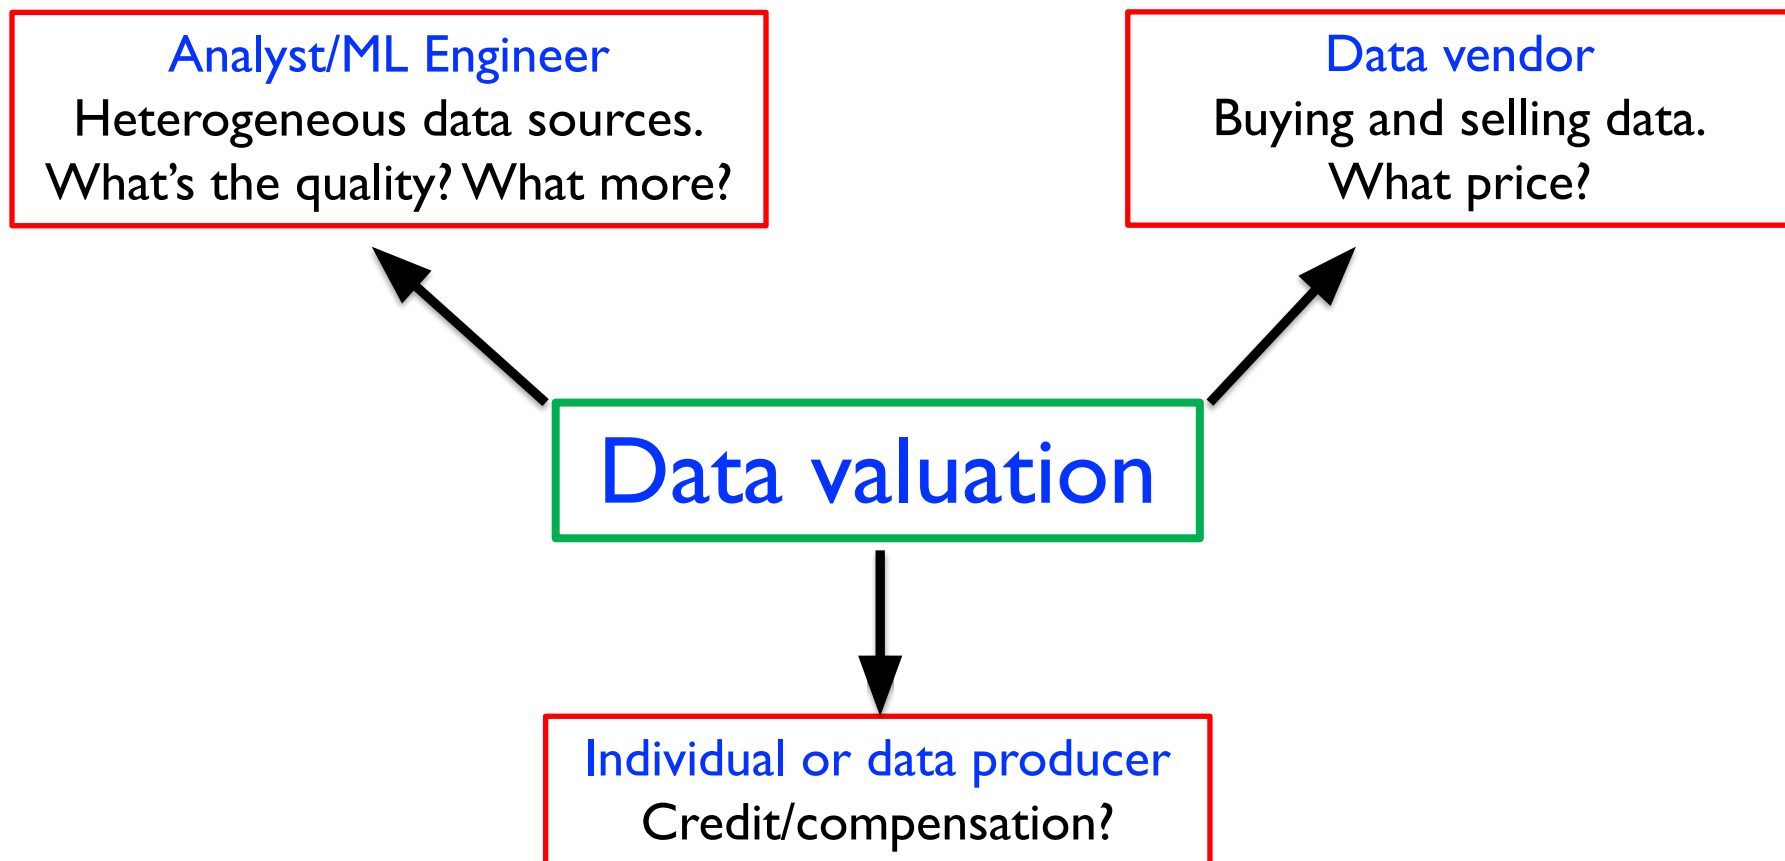 Analyst/ML Engineer
Heterogeneous data sources.
What’s the quality? What more?
Data vendor
Buying and selling data.
What price?
Data valuation
Individual or data producer
Credit/compensation?